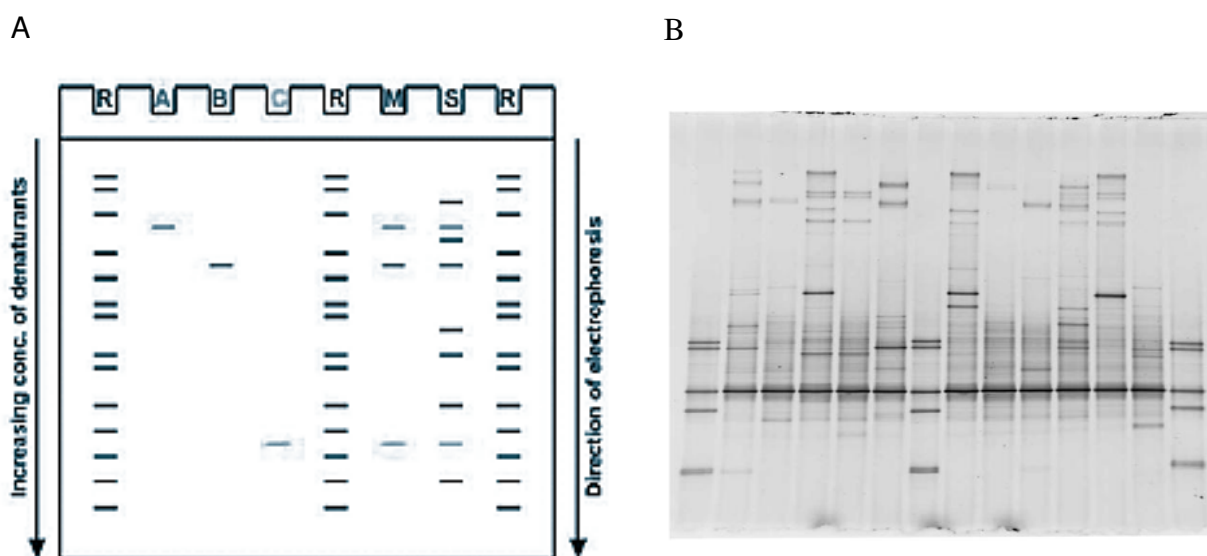 A
B
R A B C R M S R
Increasing conc. of denaturants
Direction of electrophoresis